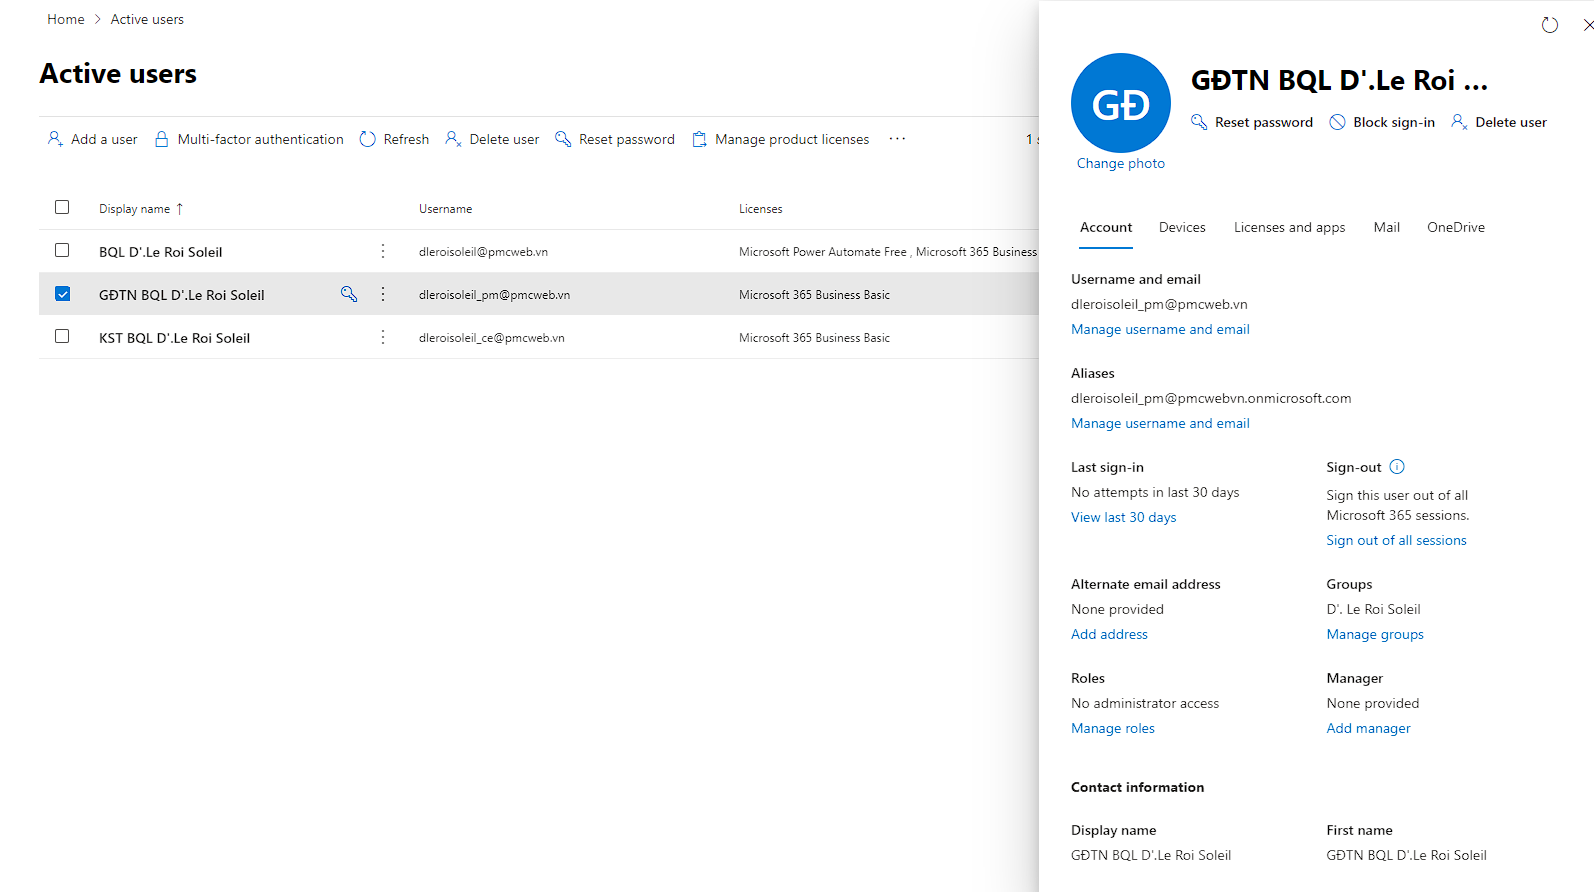 Home > Active users
Active users
Add a user Multi-factor authentication Refresh Delete user Reset password Manage product licenses ··· 1
Display name ↑ Username Licenses
BQL D'.Le Roi Soleil dleroisoleil@pmcweb.vn Microsoft Power Automate Free , Microsoft 365 Business
GĐTN BQL D'.Le Roi Soleil dleroisoleil_pm@pmcweb.vn Microsoft 365 Business Basic
KST BQL D'.Le Roi Soleil dleroisoleil_ce@pmcweb.vn Microsoft 365 Business Basic
GĐ
GĐTN BQL D'.Le Roi ...
Reset password Block sign-in Delete user
Change photo
Account Devices Licenses and apps Mail OneDrive
Username and email
dleroisoleil_pm@pmcweb.vn
Manage username and email
Aliases
dleroisoleil_pm@pmcwebvn.onmicrosoft.com
Manage username and email
Last sign-in
No attempts in last 30 days
View last 30 days
Sign-out
Sign this user out of all
Microsoft 365 sessions.
Sign out of all sessions
Alternate email address
None provided
Add address
Groups
D'. Le Roi Soleil
Manage groups
Roles
No administrator access
Manage roles
Manager
None provided
Add manager
Contact information
Display name
GĐTN BQL D'.Le Roi Soleil
First name
GĐTN BQL D'.Le Roi Soleil